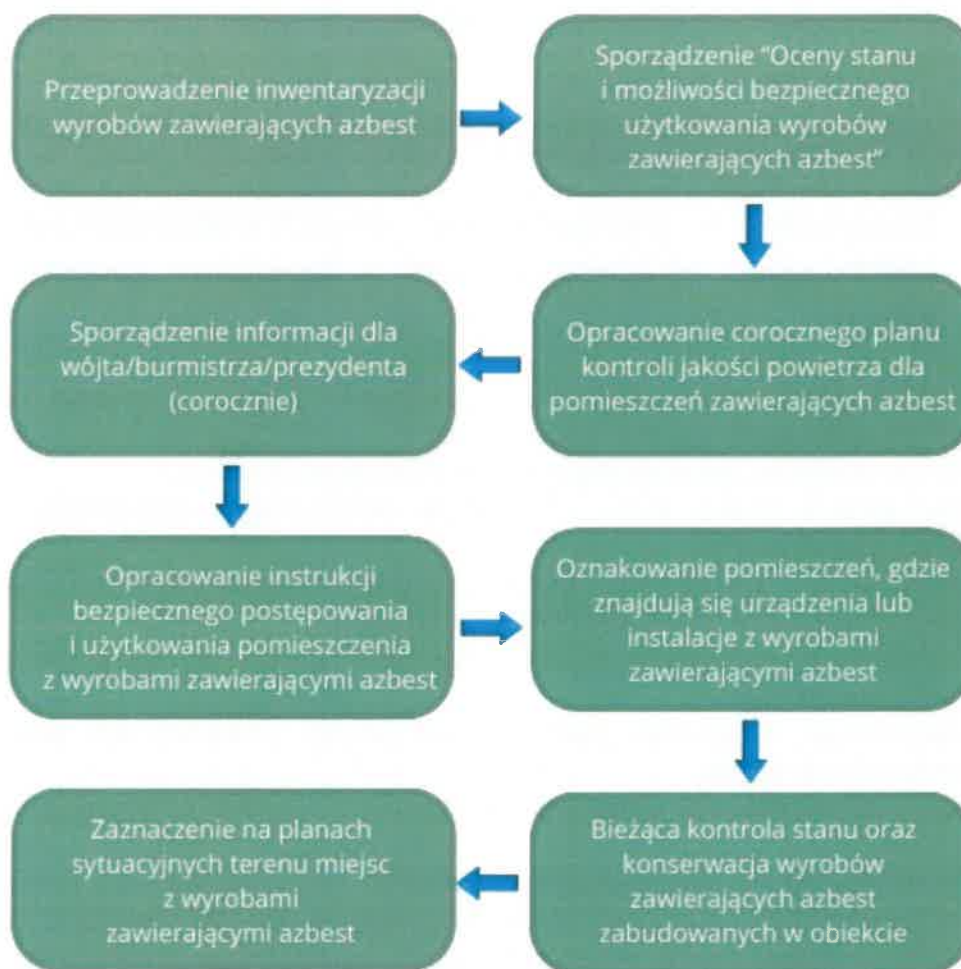 Przeprowadzenie inwentaryzacji
wyrobów zawierających azbest
Sporządzenie "Oceny stanu
i możliwości bezpiecznego
użytkowania wyrobów
zawierających azbest"
Opracowanie corocznego planu
kontroli jakości powietrza dla
pomieszczeń zawierających azbest
Sporządzenie informacji dla
wójta/burmistrza/prezydenta
(corocznie)
Opracowanie instrukcji
bezpiecznego postępowania
i użytkowania pomieszczenia
z wyrobami zawierającymi azbest
Oznakowanie pomieszczeń, gdzie
znajdują się urządzenia lub
instalacje z wyrobami
zawierającymi azbest
Bieżąca kontrola stanu oraz
konserwacja wyrobów
zawierających azbest
zabudowanych w obiekcie
Zaznaczenie na planach
sytuacyjnych terenu miejsc
z wyrobami
zawierającymi azbest